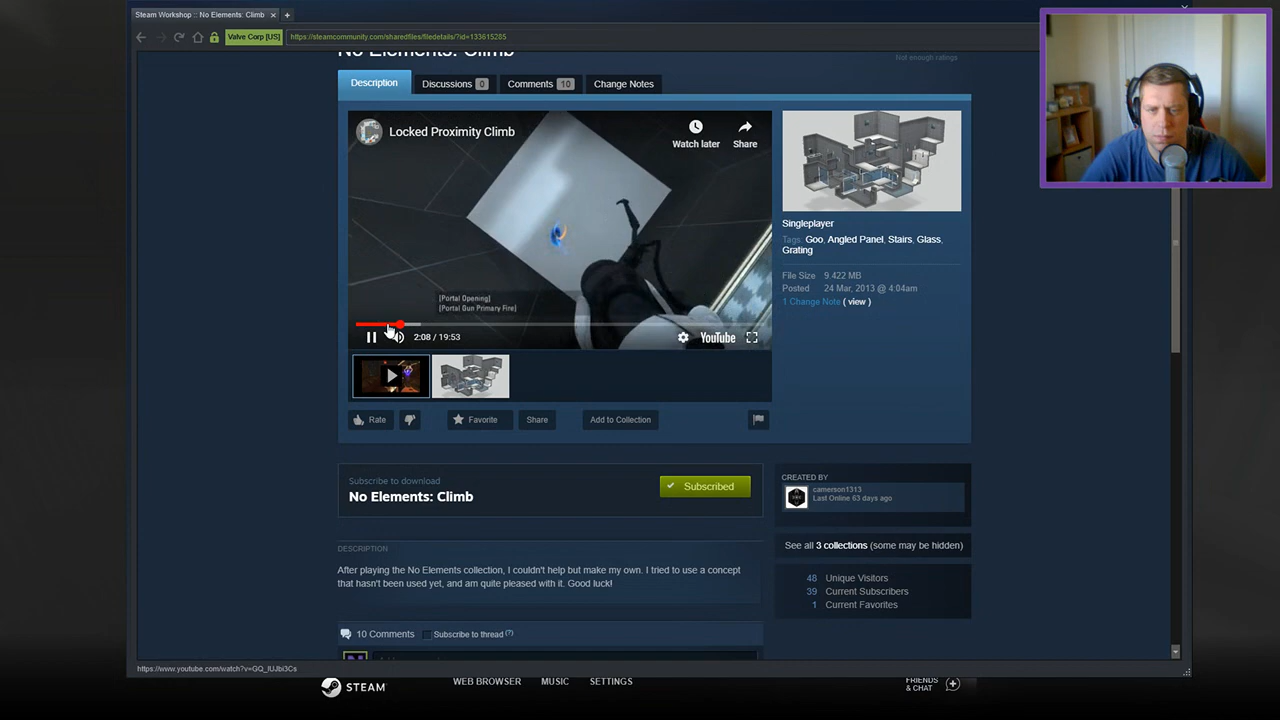 Steam Workshop :: No Elements: Climb
Valve Corp [US]
https://steamcommunity.com/sharedfiles/filedetails/?id=133615285
No Elements: Climb
Not enough ratings
Description
Discussions 0
Comments 10
Change Notes
Locked Proximity Climb
Watch later
Share
[Portal Opening]
[Portal Gun Primary Fire]
2:08 / 19:53
YouTube
Singleplayer
Tags: Goo, Angled Panel, Stairs, Glass,
Grating
File Size 9.422 MB
Posted 24 Mar, 2013 @ 4:04am
1 Change Note ( view )
Rate
Favorite
Share
Add to Collection
Subscribe to download
No Elements: Climb
Subscribed
CREATED BY
camerson1313
Last Online 63 days ago
See all 3 collections (some may be hidden)
DESCRIPTION
After playing the No Elements collection, I couldn't help but make my own. I tried to use a concept
that hasn't been used yet, and am quite pleased with it. Good luck!
48 Unique Visitors
39 Current Subscribers
1 Current Favorites
10 Comments
Subscribe to thread (?)
https://www.youtube.com/watch?v=GQ_IUJbi3Cs
STEAM
WEB BROWSER
MUSIC
SETTINGS
FRIENDS
& CHAT